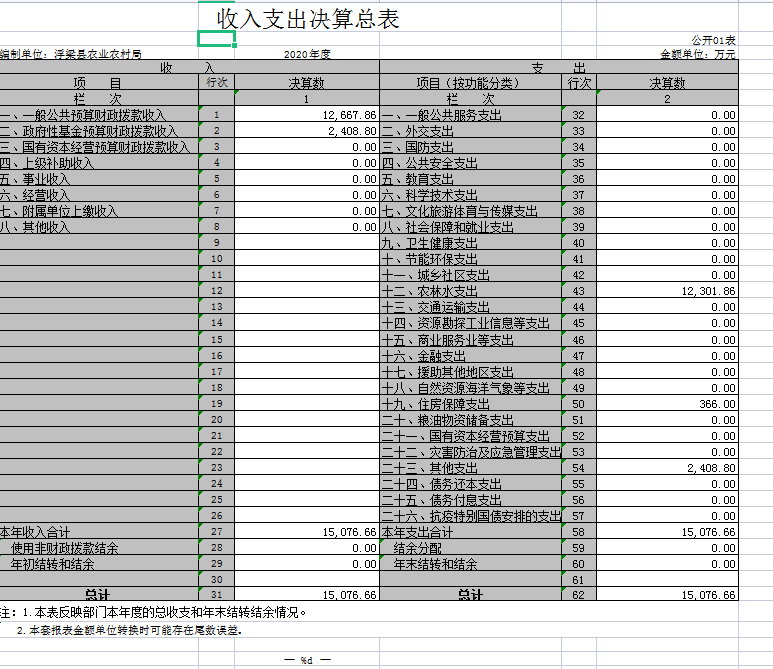 收入支出决算总表
公开01表
编制单位：浮梁县农业农村局 2020年度 金额单位：万元
收 入 支 出
项 目 行次 决算数 项目（按功能分类） 行次 决算数
栏 次 1 栏 次 2
一、一般公共预算财政拨款收入 1 12,667.86 一、一般公共服务支出 32 0.00
二、政府性基金预算财政拨款收入 2 2,408.80 二、外交支出 33 0.00
三、国有资本经营预算财政拨款收入 3 0.00 三、国防支出 34 0.00
四、上级补助收入 4 0.00 四、公共安全支出 35 0.00
五、事业收入 5 0.00 五、教育支出 36 0.00
六、经营收入 6 0.00 六、科学技术支出 37 0.00
七、附属单位上缴收入 7 0.00 七、文化旅游体育与传媒支出 38 0.00
八、其他收入 8 0.00 八、社会保障和就业支出 39 0.00
9 九、卫生健康支出 40 0.00
10 十、节能环保支出 41 0.00
11 十一、城乡社区支出 42 0.00
12 十二、农林水支出 43 12,301.86
13 十三、交通运输支出 44 0.00
14 十四、资源勘探工业信息等支出 45 0.00
15 十五、商业服务业等支出 46 0.00
16 十六、金融支出 47 0.00
17 十七、援助其他地区支出 48 0.00
18 十八、自然资源海洋气象等支出 49 0.00
19 十九、住房保障支出 50 366.00
20 二十、粮油物资储备支出 51 0.00
21 二十一、国有资本经营预算支出 52 0.00
22 二十二、灾害防治及应急管理支出 53 0.00
23 二十三、其他支出 54 2,408.80
24 二十四、债务还本支出 55 0.00
25 二十五、债务付息支出 56 0.00
26 二十六、抗疫特别国债安排的支出 57 0.00
本年收入合计 27 15,076.66 本年支出合计 58 15,076.66
使用非财政拨款结余 28 0.00 结余分配 59 0.00
年初结转和结余 29 0.00 年末结转和结余 60 0.00
30 61
总计 31 15,076.66 总计 62 15,076.66
注：1.本表反映部门本年度的总收支和年末结转结余情况。
2.本套报表金额单位转换时可能存在尾数误差。
— %d —